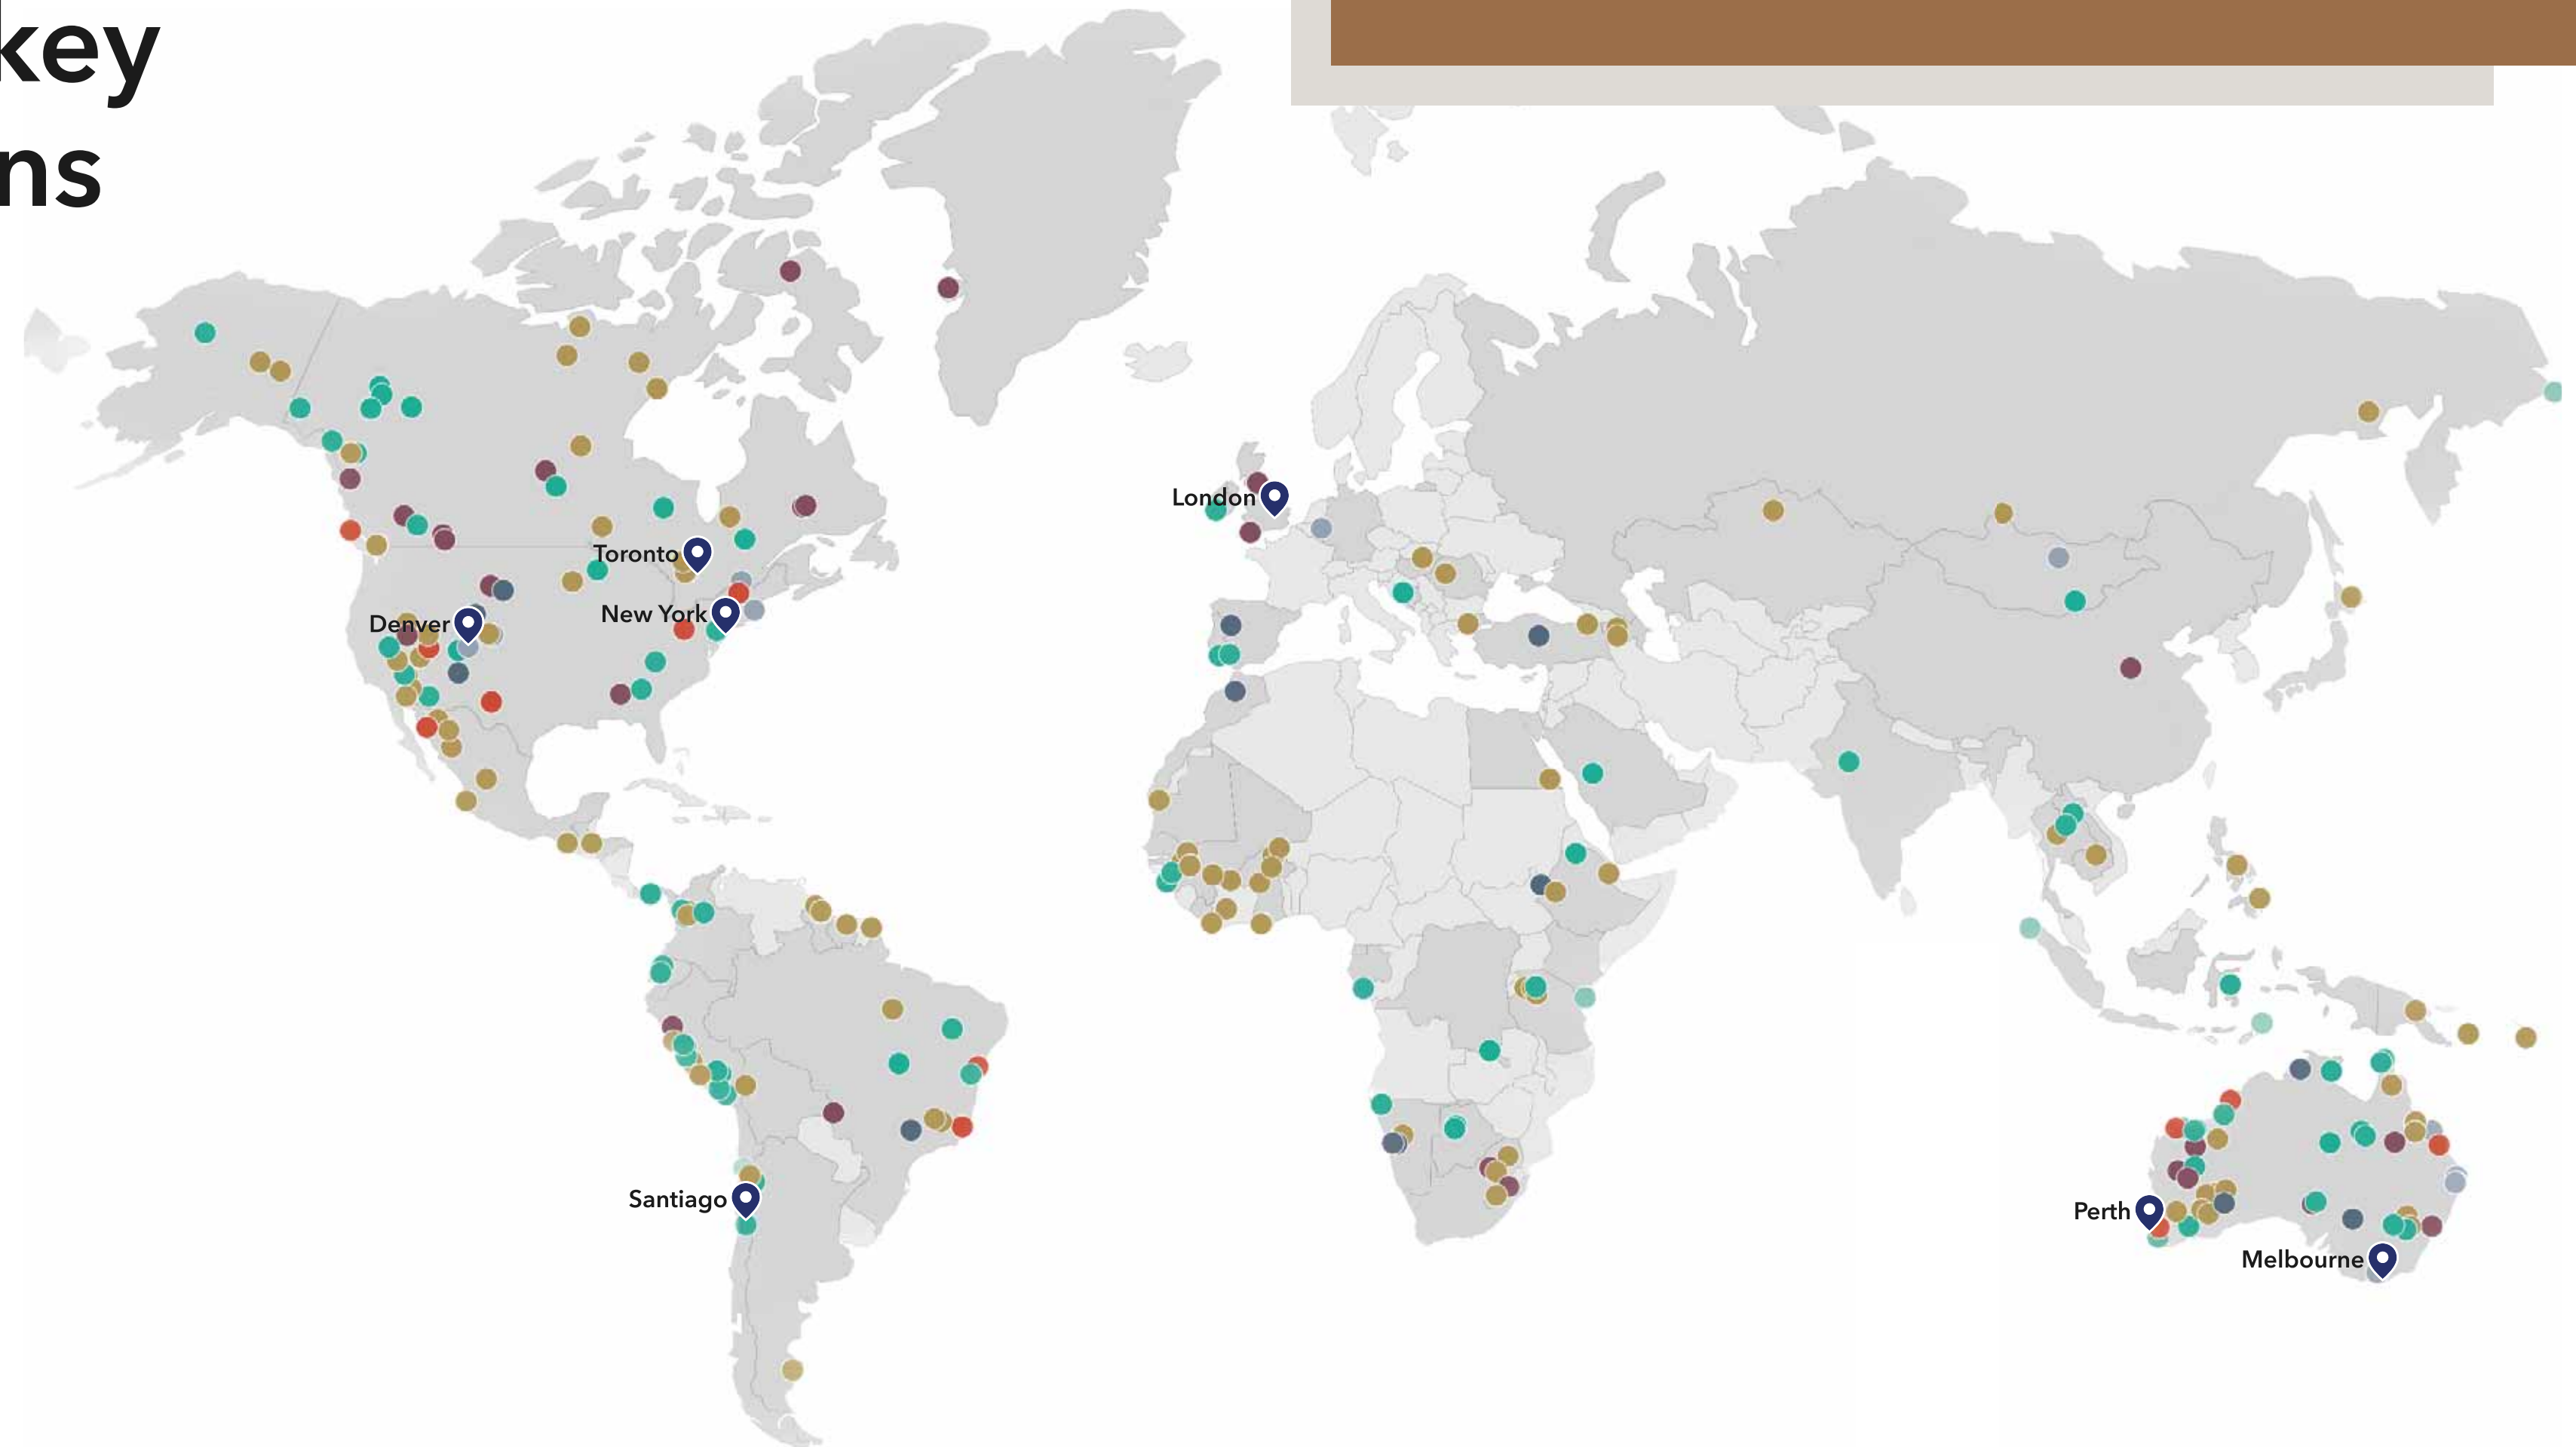 key
ns
London
Toronto
New York
Denver
Santiago
Perth
Melbourne